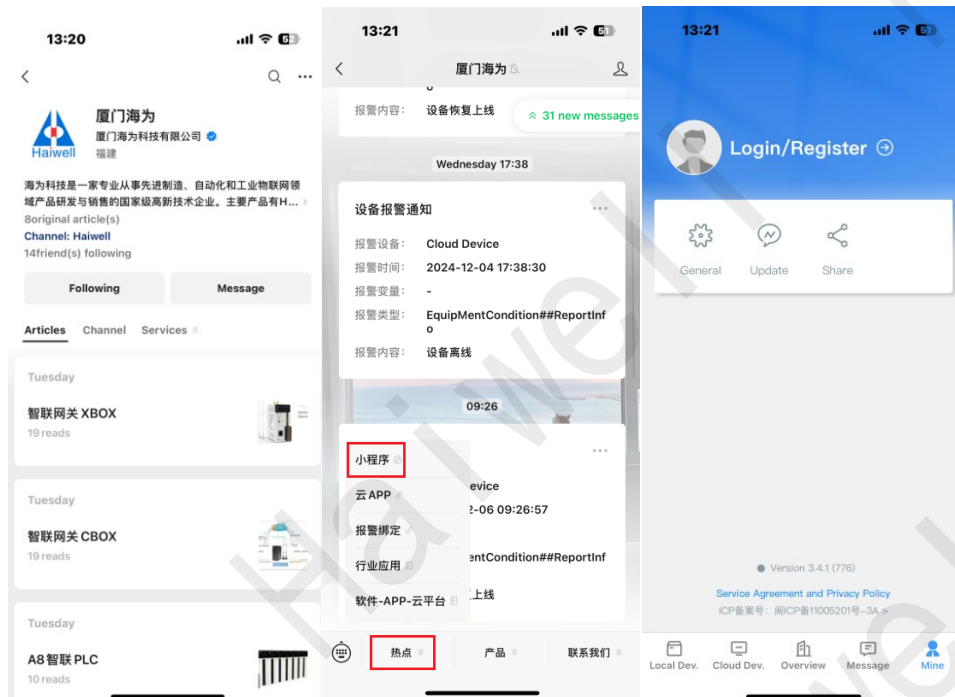 13:20
52
厦门海为
厦门海为科技有限公司
福建
Haiwell
海为科技是一家专业从事先进制造、自动化和工业物联网领
域产品研发与销售的国家级高新技术企业。主要产品有H...
8original article(s)
Channel: Haiwell
14friend(s) following
Following
Message
Articles
Channel
Services
Tuesday
智联网关 XBOX
19 reads
Tuesday
智联网关 CBOX
19 reads
Tuesday
A8 智联 PLC
10 reads
13:21
51
厦门海为
报警内容: 设备恢复上线
31 new messages
Wednesday 17:38
设备报警通知
报警设备: Cloud Device
报警时间: 2024-12-04 17:38:30
报警变量: -
报警类型: EquipMentCondition##ReportInf
o
报警内容: 设备离线
09:26
小程序
云 APP
evice
2-06 09:26:57
报警绑定
行业应用
entCondition##ReportInf
软件-APP-云平台
上线
热点
产品
联系我们
13:21
51
Login/Register
General
Update
Share
Version 3.4.1 (776)
Service Agreement and Privacy Policy
ICP备案号: 闽ICP备11005201号-3A >
Local Dev.
Cloud Dev.
Overview
Message
Mine
Haiwell